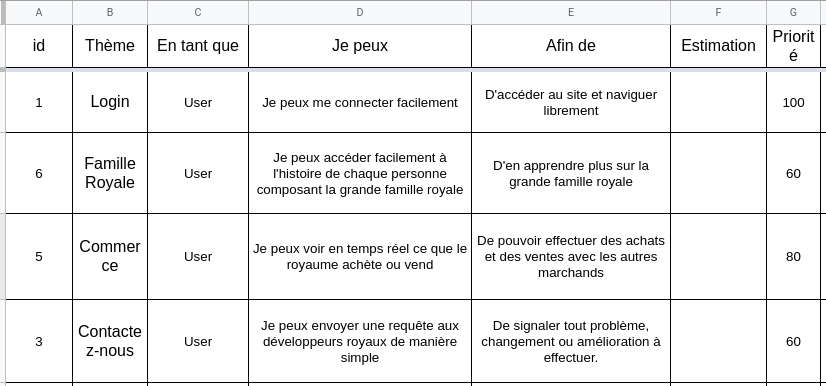 A B C D E F G
id Thème En tant que Je peux Afin de Estimation Priorit
é
1 Login User Je peux me connecter facilement D'accéder au site et naviguer
librement 100
6 Famille
Royale User Je peux accéder facilement à
l'histoire de chaque personne
composant la grande famille royale D'en apprendre plus sur la
grande famille royale 60
5 Commer
ce User Je peux voir en temps réel ce que le
royaume achète ou vend De pouvoir effectuer des achats
et des ventes avec les autres
marchands 80
3 Contacte
z-nous User Je peux envoyer une requête aux
développeurs royaux de manière
simple De signaler tout problème,
changement ou amélioration à
effectuer. 60